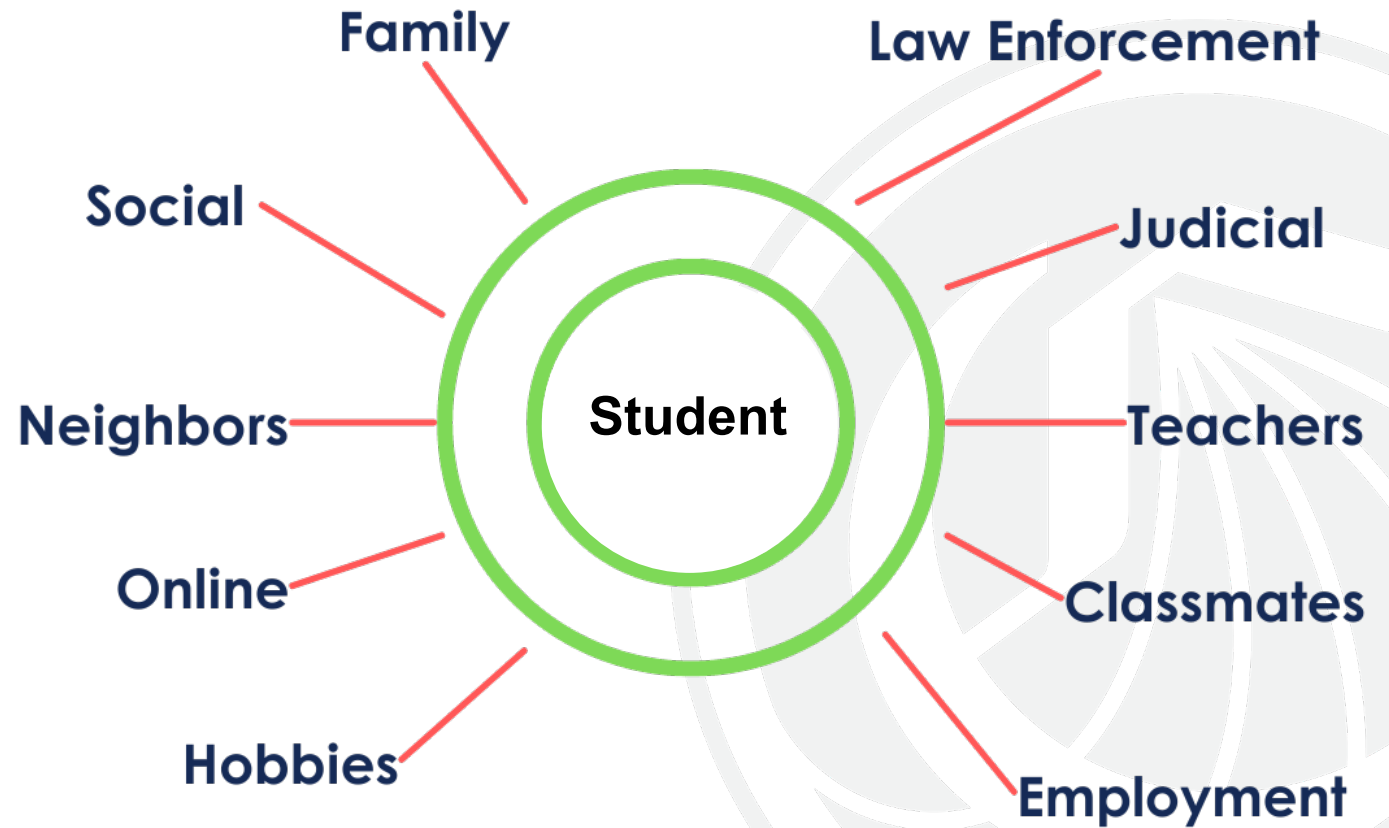 Family
Law Enforcement
Social
Judicial
Student
Neighbors
Teachers
Online
Classmates
Hobbies
Employment